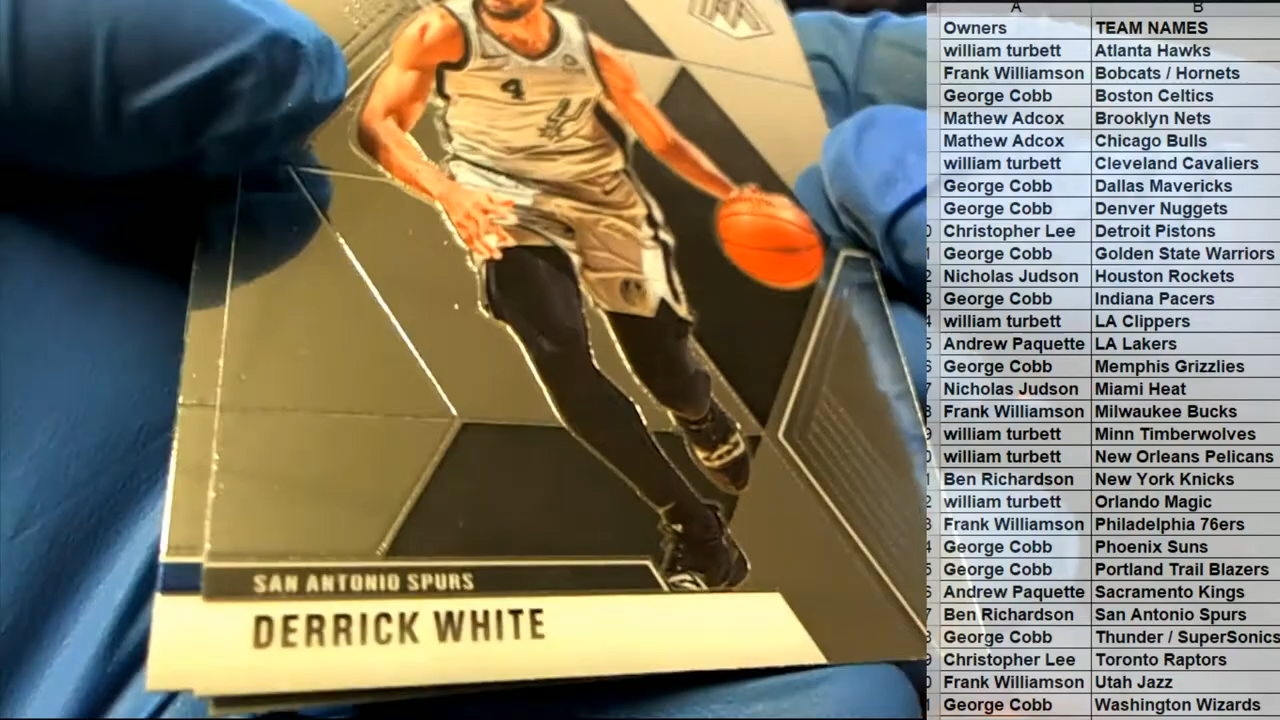 4
SAN ANTONIO SPURS
DERRICK WHITE
A B
Owners TEAM NAMES
william turbett Atlanta Hawks
Frank Williamson Bobcats / Hornets
George Cobb Boston Celtics
Mathew Adcox Brooklyn Nets
Mathew Adcox Chicago Bulls
william turbett Cleveland Cavaliers
George Cobb Dallas Mavericks
George Cobb Denver Nuggets
Christopher Lee Detroit Pistons
George Cobb Golden State Warriors
Nicholas Judson Houston Rockets
George Cobb Indiana Pacers
william turbett LA Clippers
Andrew Paquette LA Lakers
George Cobb Memphis Grizzlies
Nicholas Judson Miami Heat
Frank Williamson Milwaukee Bucks
william turbett Minn Timberwolves
william turbett New Orleans Pelicans
Ben Richardson New York Knicks
william turbett Orlando Magic
Frank Williamson Philadelphia 76ers
George Cobb Phoenix Suns
George Cobb Portland Trail Blazers
Andrew Paquette Sacramento Kings
Ben Richardson San Antonio Spurs
George Cobb Thunder / SuperSonics
Christopher Lee Toronto Raptors
Frank Williamson Utah Jazz
George Cobb Washington Wizards